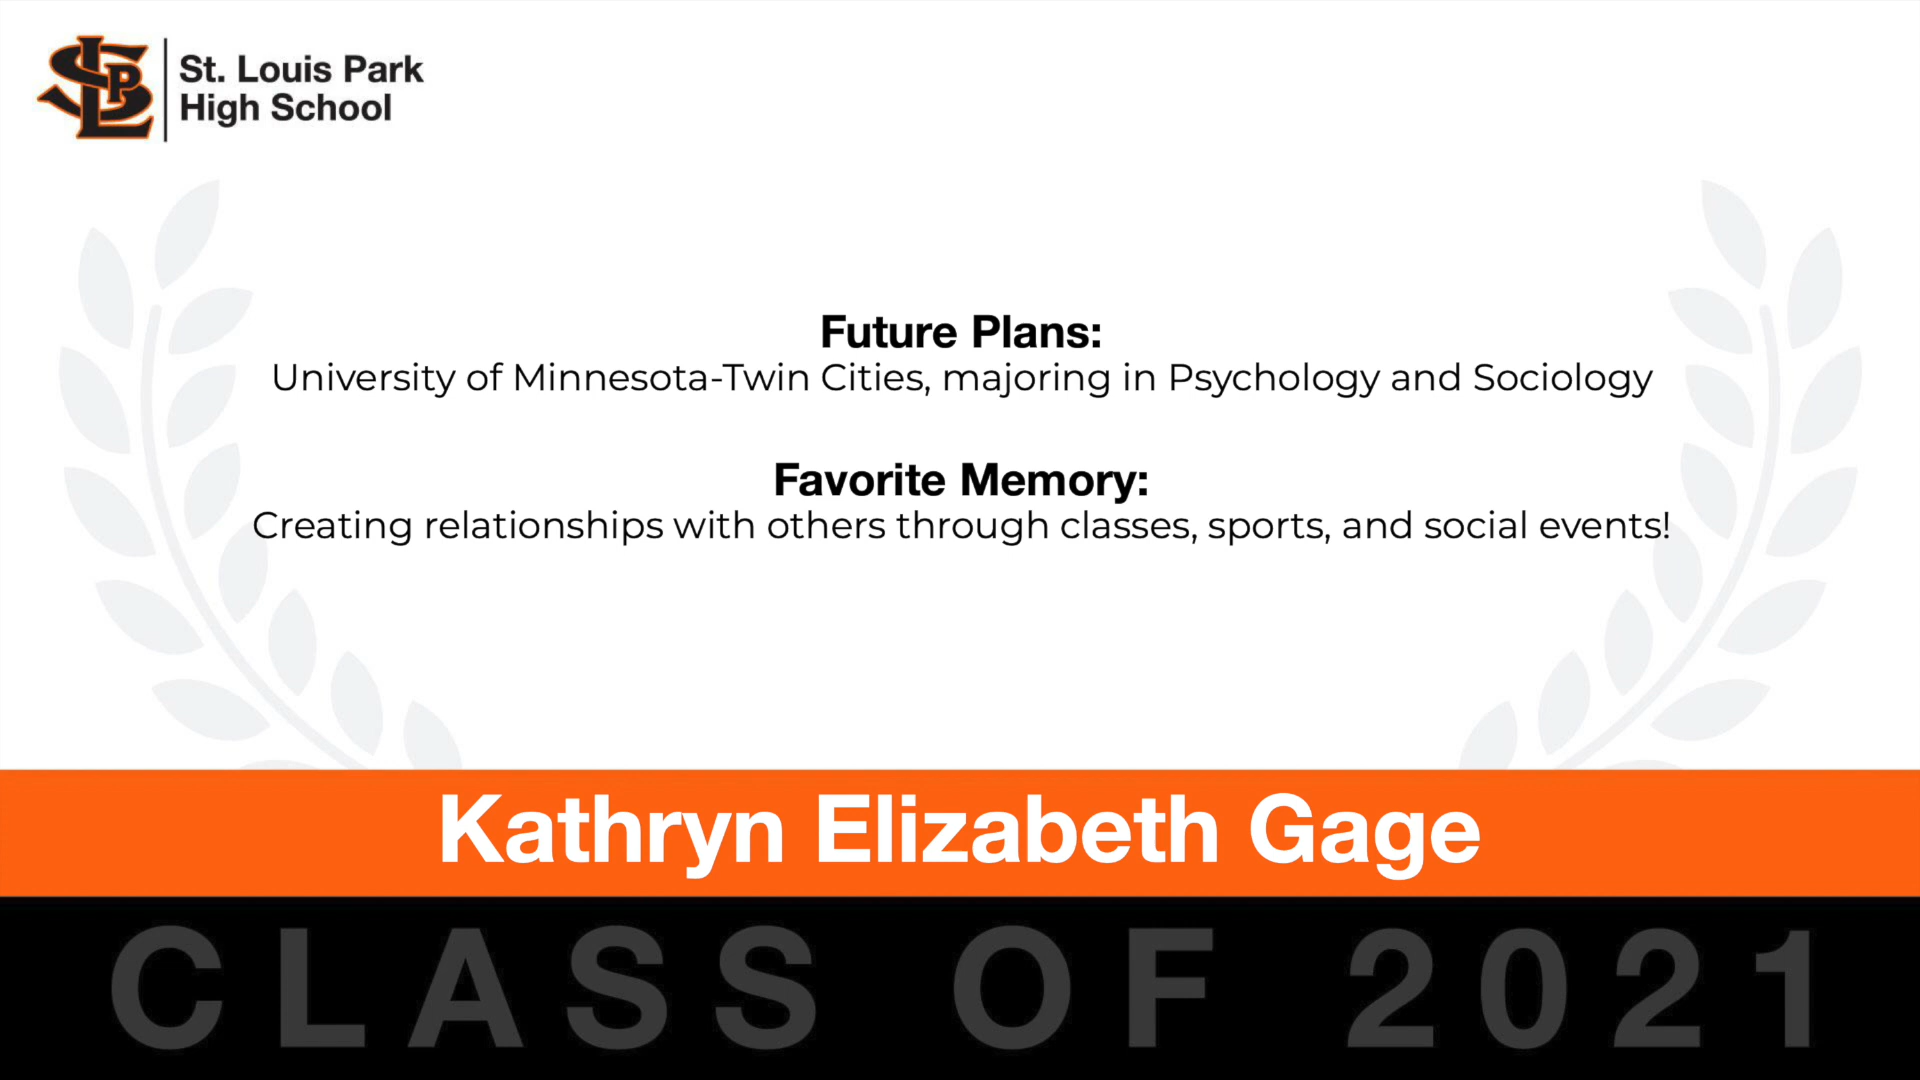 SLP
St. Louis Park
High School
Future Plans:
University of Minnesota-Twin Cities, majoring in Psychology and Sociology
Favorite Memory:
Creating relationships with others through classes, sports, and social events!
Kathryn Elizabeth Gage
CLASS OF 2021